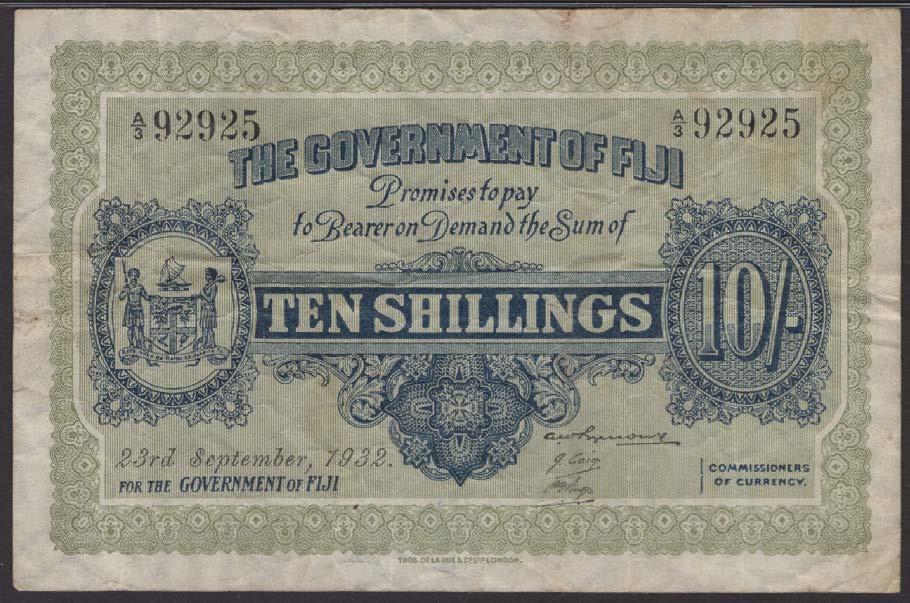 A/3 92925
A/3 92925
THE GOVERNMENT OF FIJI
Promises to pay
to Bearer on Demand the Sum of
TEN SHILLINGS
10/-
23rd September, 1932.
FOR THE GOVERNMENT OF FIJI
G Craig
COMMISSIONERS
OF CURRENCY.
THOS. DE LA RUE & CO. LTD. LONDON.